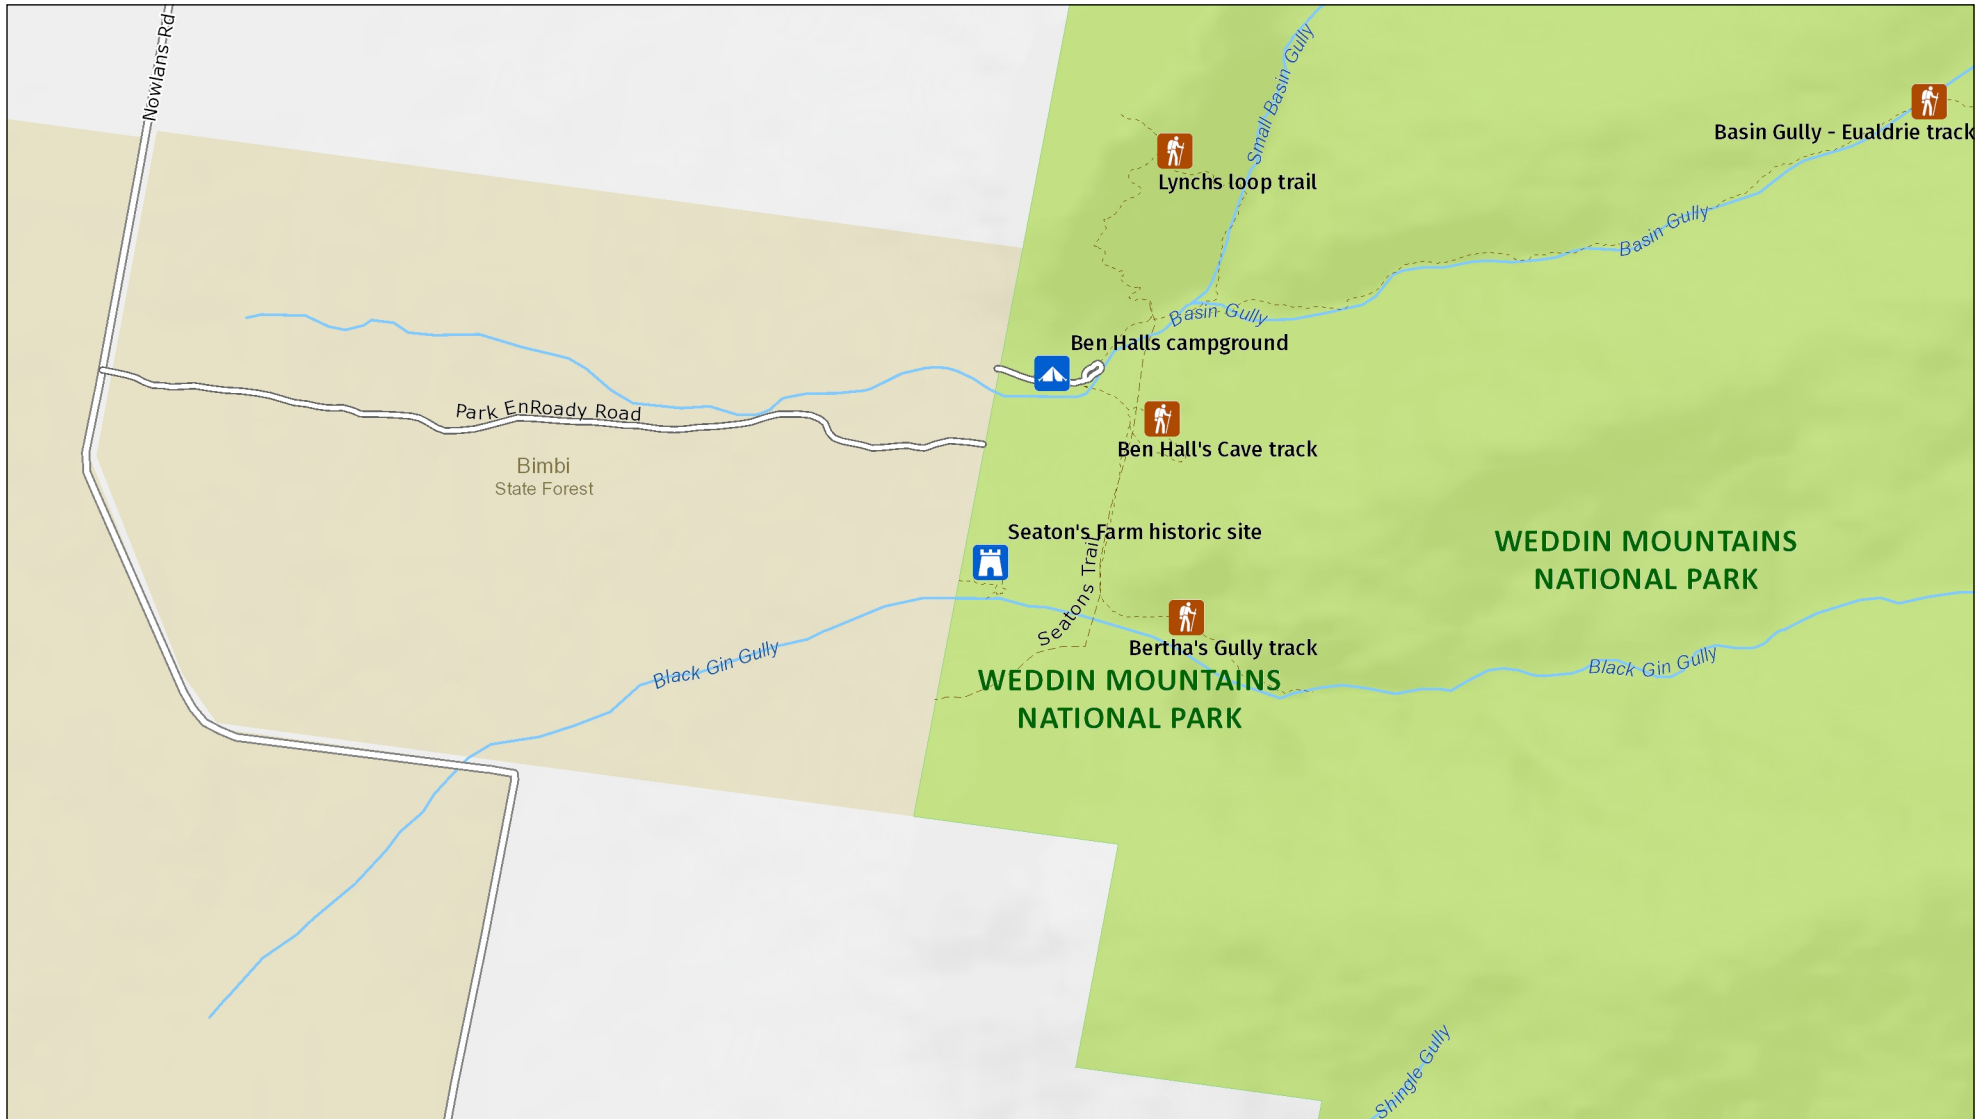 Nowlans Rd
Small Basin Gully
Basin Gully - Eualdrie track
Lynchs loop trail
Basin Gully
Basin Gully
Ben Halls campground
Park EnRoady Road
Ben Hall's Cave track
Bimbi
State Forest
Seaton's Farm historic site
WEDDIN MOUNTAINS
NATIONAL PARK
Seatons Trail
Bertha's Gully track
Black Gin Gully
Black Gin Gully
WEDDIN MOUNTAINS
NATIONAL PARK
Shingle Gully